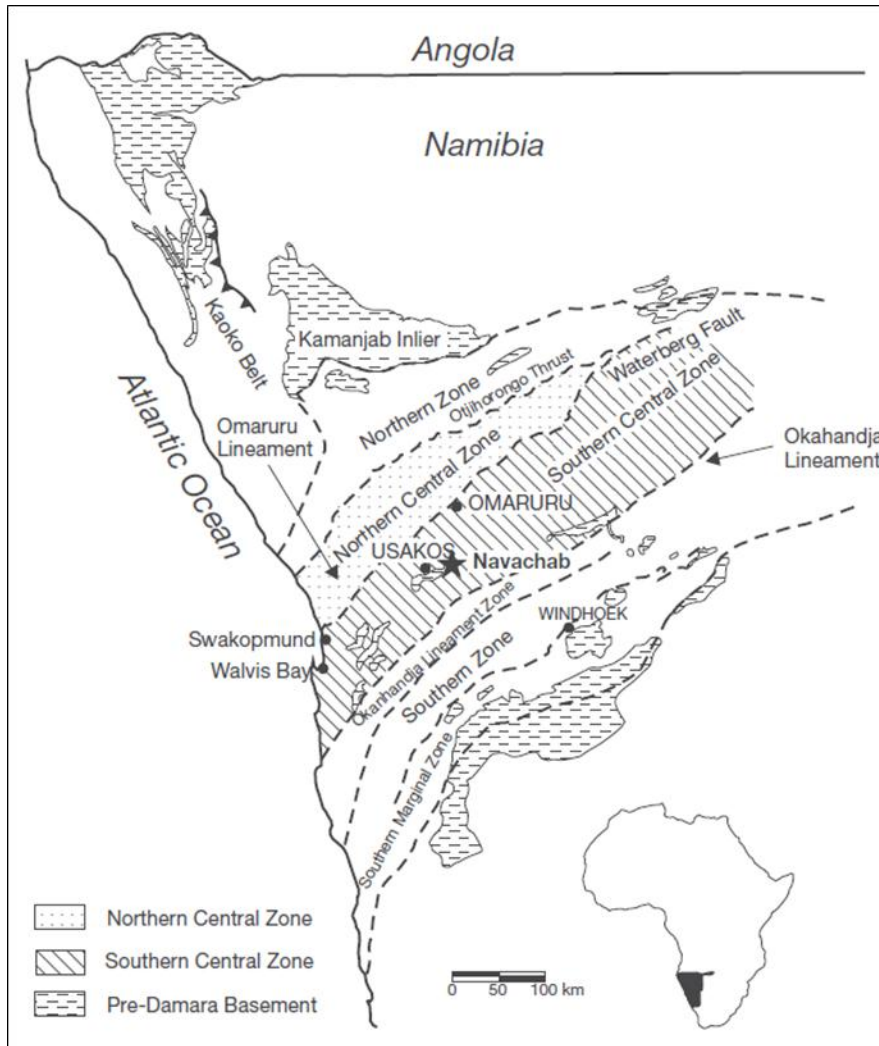 Angola
Namibia
Kaoko Belt
Kamanjab Inlier
Atlantic Ocean
Omaruru
Lineament
Northern Zone
Otjihorongo Thrust
Waterberg Fault
Northern Central Zone
Southern Central Zone
Okahandja
Lineament
OMARURU
USAKOS
Navachab
Swakopmund
Walvis Bay
Okanhandja Lineament Zone
WINDHOEK
Southern Zone
Southern Marginal Zone
Northern Central Zone
Southern Central Zone
Pre-Damara Basement
0 50 100 km